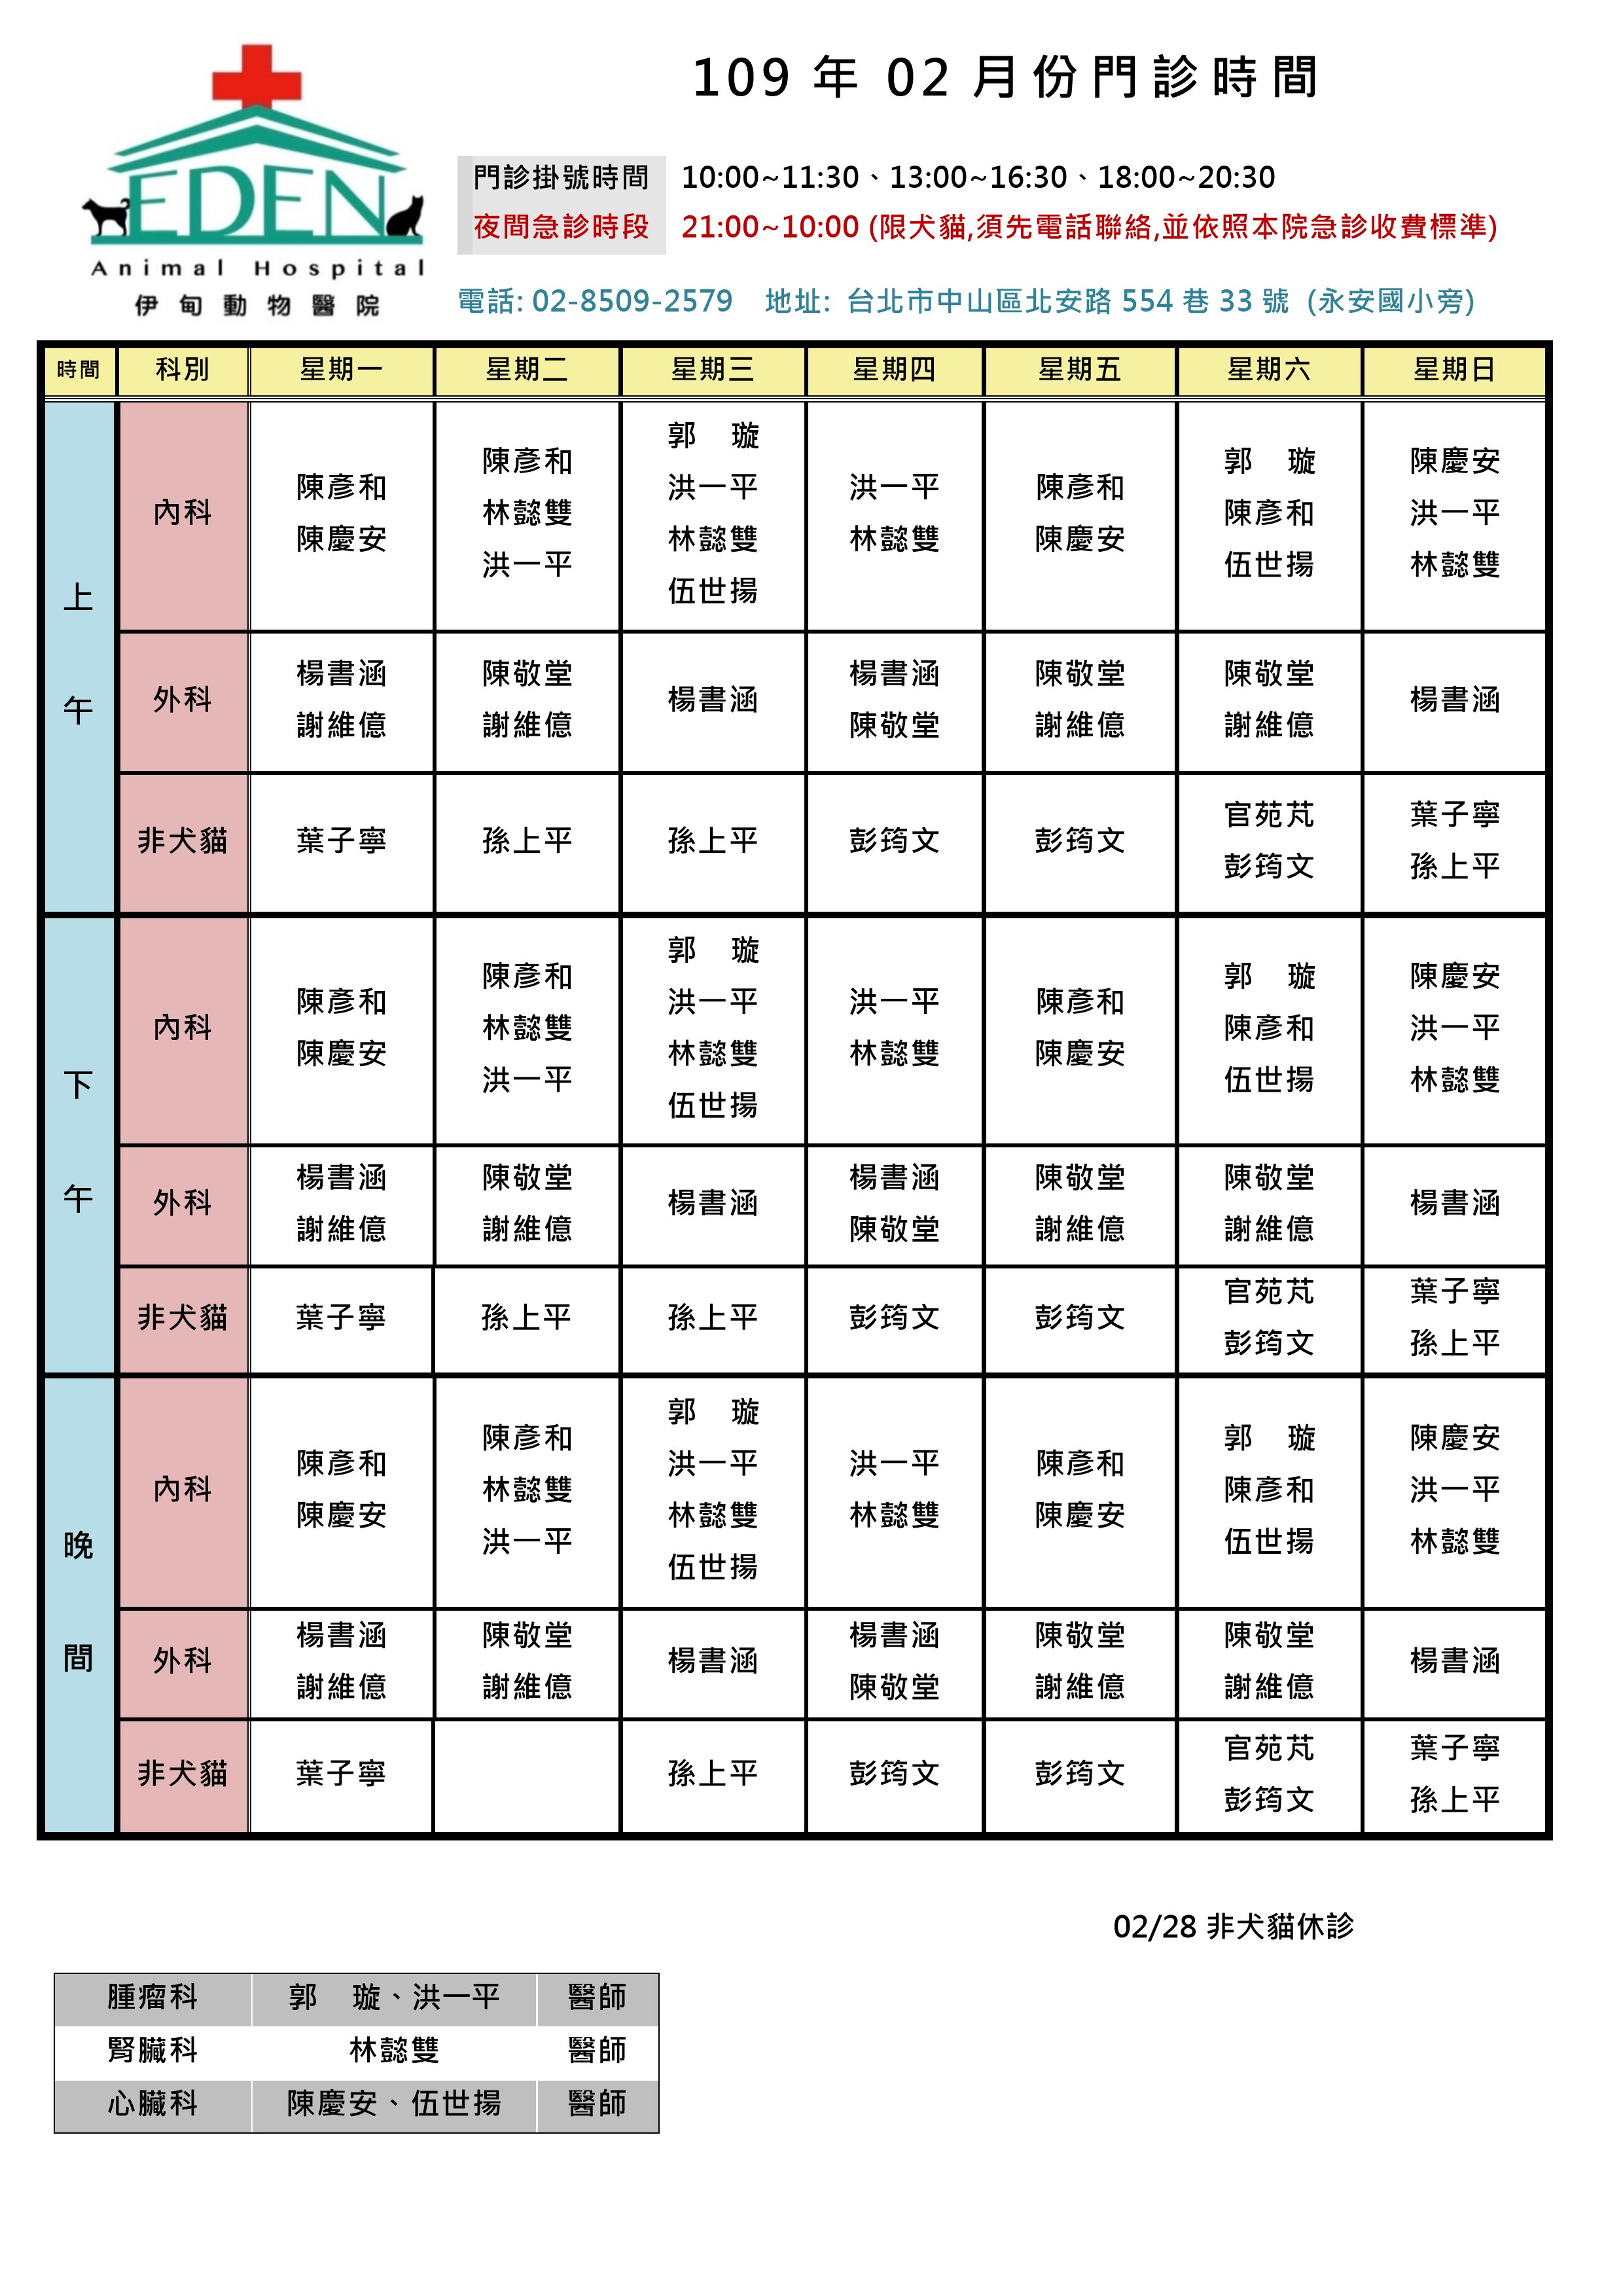 109 年 02 月份門診時間
EDEN
Animal Hospital
伊甸動物醫院
門診掛號時間 10:00~11:30、13:00~16:30、18:00~20:30
夜間急診時段 21:00~10:00 (限犬貓,須先電話聯絡,並依照本院急診收費標準)
電話: 02-8509-2579 地址: 台北市中山區北安路 554 巷 33 號 (永安國小旁)
時間 科別 星期一 星期二 星期三 星期四 星期五 星期六 星期日
上午
內科
陳彥和
陳慶安
陳彥和
林懿雙
洪一平
郭 璇
洪一平
林懿雙
伍世揚
洪一平
林懿雙
陳彥和
陳慶安
郭 璇
陳彥和
伍世揚
陳慶安
洪一平
林懿雙
外科
楊書涵
謝維億
陳敬堂
謝維億
楊書涵
楊書涵
陳敬堂
陳敬堂
謝維億
陳敬堂
謝維億
楊書涵
非犬貓
葉子寧
孫上平
孫上平
彭筠文
彭筠文
官苑芃
彭筠文
葉子寧
孫上平
下午
內科
陳彥和
陳慶安
陳彥和
林懿雙
洪一平
郭 璇
洪一平
林懿雙
伍世揚
洪一平
林懿雙
陳彥和
陳慶安
郭 璇
陳彥和
伍世揚
陳慶安
洪一平
林懿雙
外科
楊書涵
謝維億
陳敬堂
謝維億
楊書涵
楊書涵
陳敬堂
陳敬堂
謝維億
陳敬堂
謝維億
楊書涵
非犬貓
葉子寧
孫上平
孫上平
彭筠文
彭筠文
官苑芃
彭筠文
葉子寧
孫上平
晚間
內科
陳彥和
陳慶安
陳彥和
林懿雙
洪一平
郭 璇
洪一平
林懿雙
伍世揚
洪一平
林懿雙
陳彥和
陳慶安
郭 璇
陳彥和
伍世揚
陳慶安
洪一平
林懿雙
外科
楊書涵
謝維億
陳敬堂
謝維億
楊書涵
楊書涵
陳敬堂
陳敬堂
謝維億
陳敬堂
謝維億
楊書涵
非犬貓
葉子寧
孫上平
彭筠文
彭筠文
官苑芃
彭筠文
葉子寧
孫上平
02/28 非犬貓休診
腫瘤科 郭 璇、洪一平 醫師
腎臟科 林懿雙 醫師
心臟科 陳慶安、伍世揚 醫師